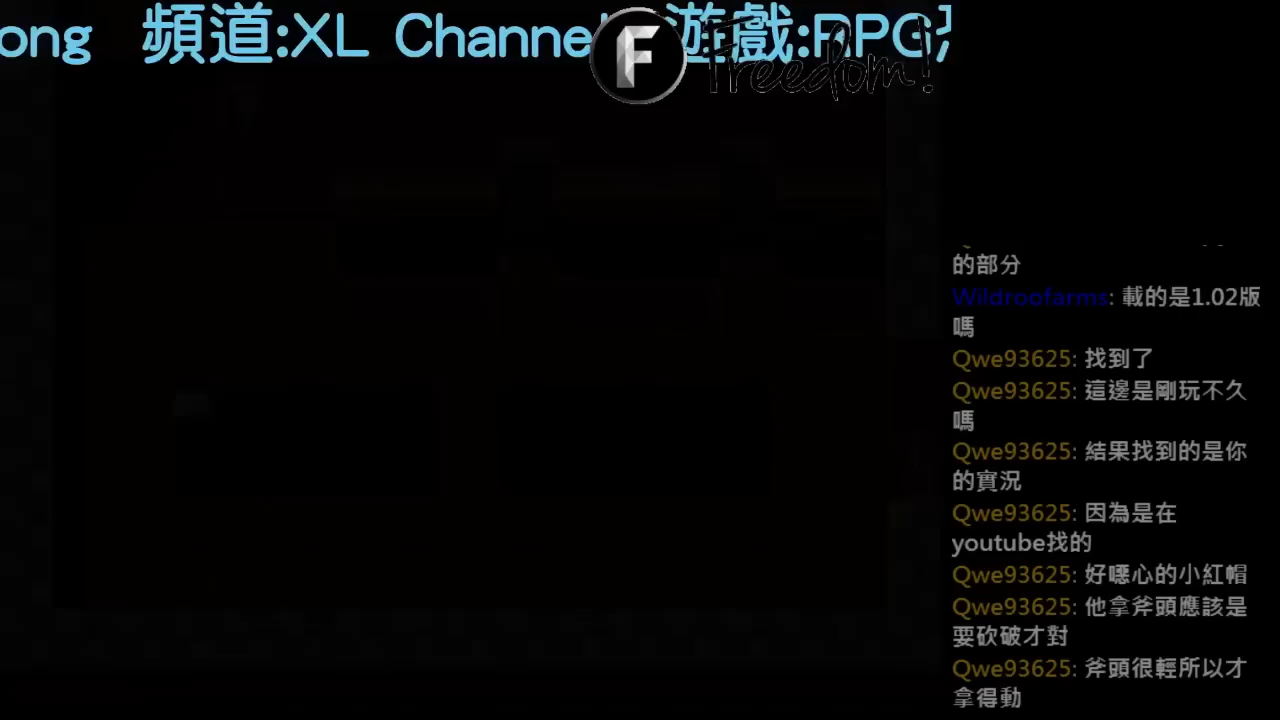 ong 頻道:XL Channel 遊戲:RPG
Freedom!
的部分
Wildroofarms: 載的是1.02版
嗎
Qwe93625: 找到了
Qwe93625: 這邊是剛玩不久
嗎
Qwe93625: 結果找到的是你
的實況
Qwe93625: 因為是在
youtube找的
Qwe93625: 好噁心的小紅帽
Qwe93625: 他拿斧頭應該是
要砍破才對
Qwe93625: 斧頭很輕所以才
拿得動